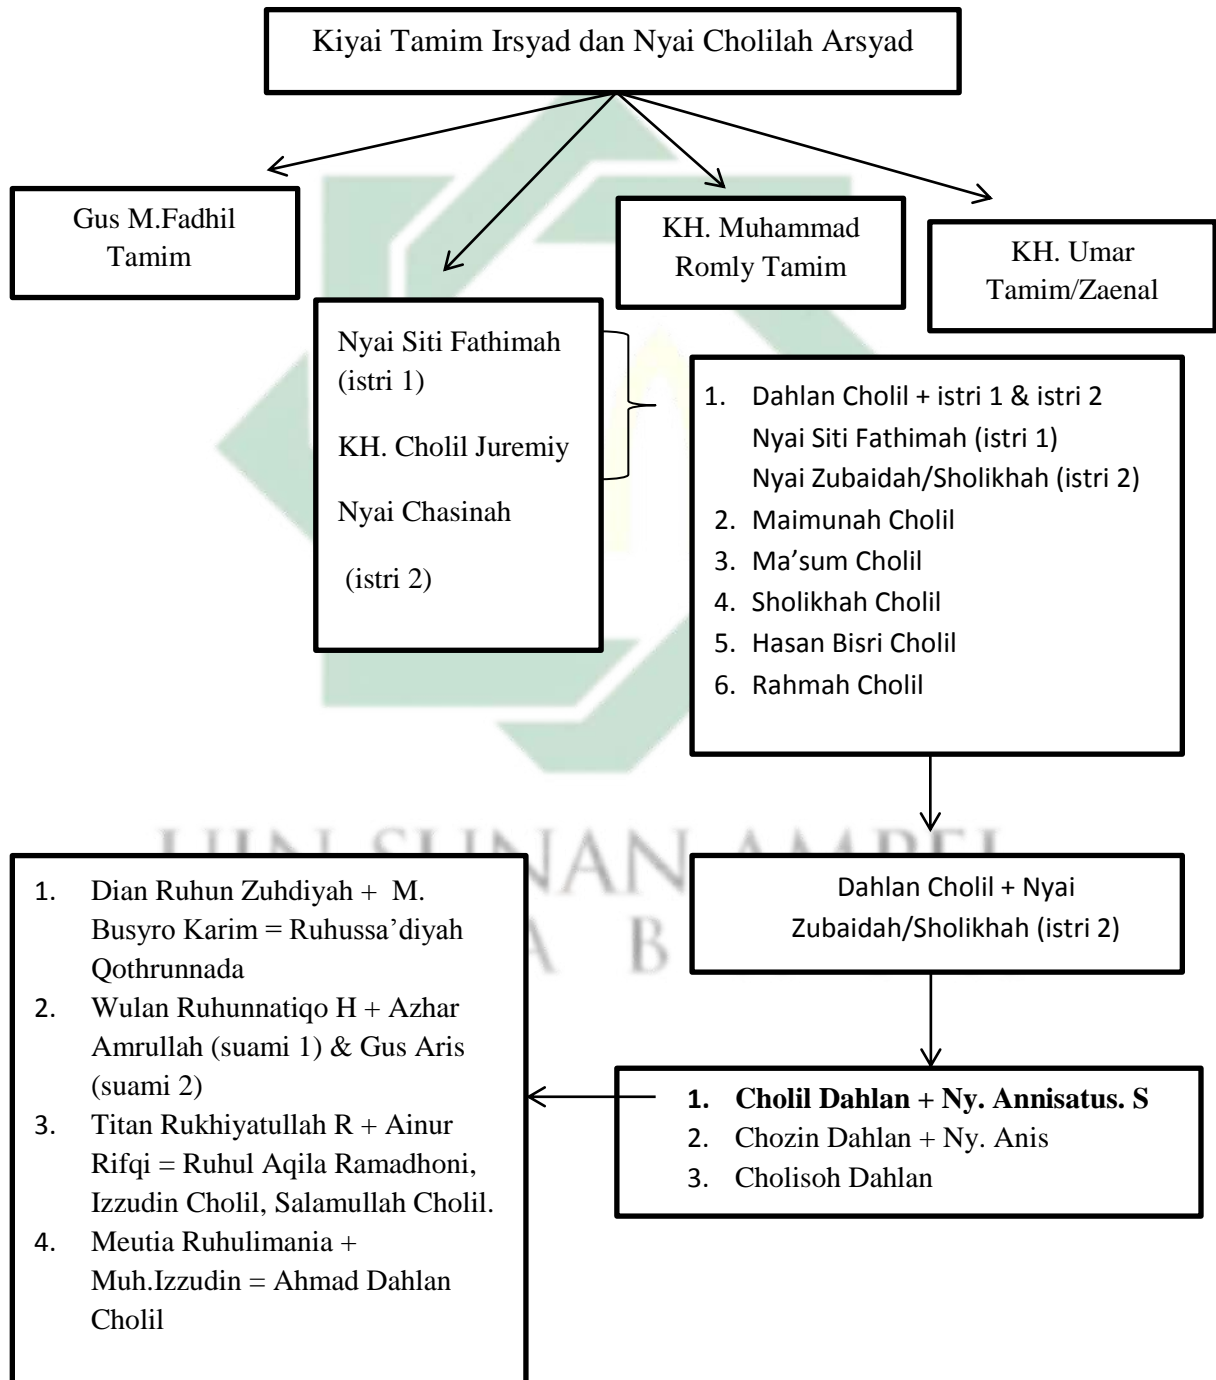 Kiyai Tamim Irsyad dan Nyai Cholilah Arsyad
Gus M.Fadhil
Tamim
KH. Muhammad
Romly Tamim
KH. Umar
Tamim/Zaenal
Nyai Siti Fathimah
(istri 1)
KH. Cholil Juremiy
Nyai Chasinah
(istri 2)
1. Dahlan Cholil + istri 1 & istri 2
Nyai Siti Fathimah (istri 1)
Nyai Zubaidah/Sholikhah (istri 2)
2. Maimunah Cholil
3. Ma’sum Cholil
4. Sholikhah Cholil
5. Hasan Bisri Cholil
6. Rahmah Cholil
UIN SUNAN AMPEL
A B
Dahlan Cholil + Nyai
Zubaidah/Sholikhah (istri 2)
1. Cholil Dahlan + Ny. Annisatus. S
2. Chozin Dahlan + Ny. Anis
3. Cholisoh Dahlan
1. Dian Ruhun Zuhdiyah + M.
Busyro Karim = Ruhussa’diyah
Qothrunnada
2. Wulan Ruhunnatiqo H + Azhar
Amrullah (suami 1) & Gus Aris
(suami 2)
3. Titan Rukhiyatullah R + Ainur
Rifqi = Ruhul Aqila Ramadhoni,
Izzudin Cholil, Salamullah Cholil.
4. Meutia Ruhulimania +
Muh.Izzudin = Ahmad Dahlan
Cholil